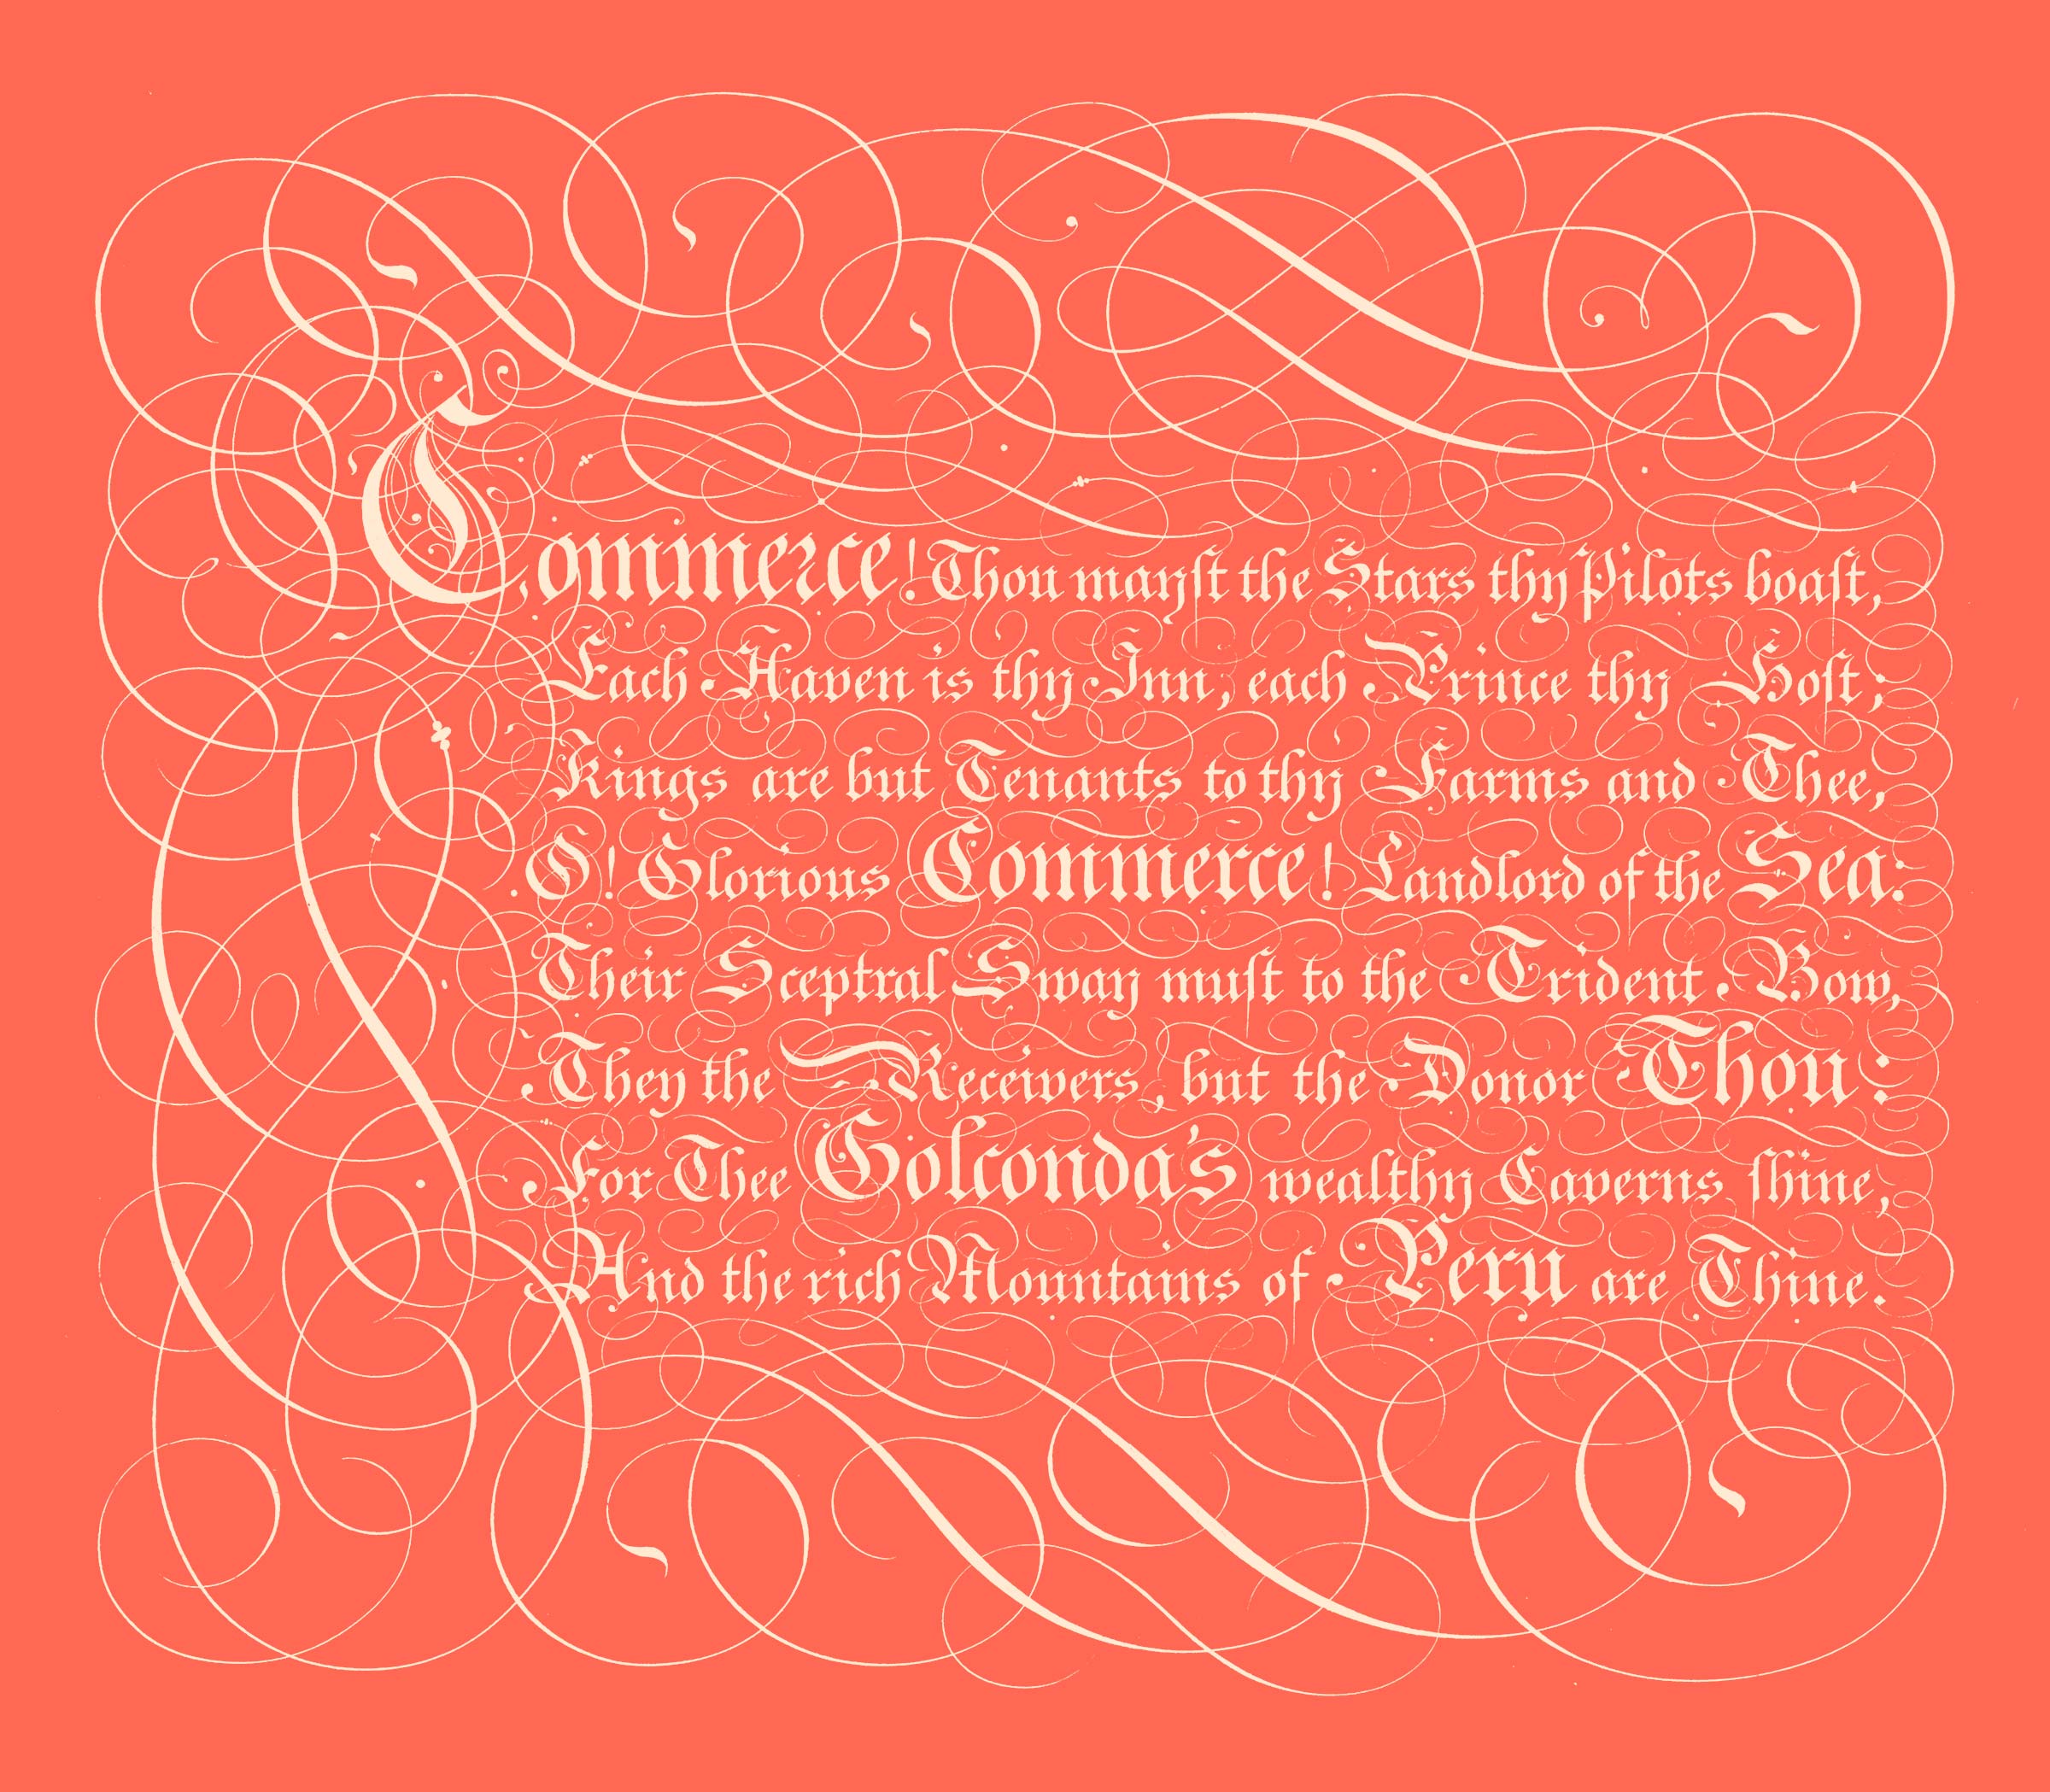 Commerce! Thou mayſt the Stars thy Pilots boaſt,
Each Haven is thy Inn, each Prince thy Hoſt;
Kings are but Tenants to thy Farms and Thee,
O! Glorious Commerce! Landlord of the Sea:
Their Sceptral Sway muſt to the Trident Bow,
They the Receivers, but the Donor Thou:
For Thee Golconda's wealthy Caverns ſhine,
And the rich Mountains of Peru are Thine.